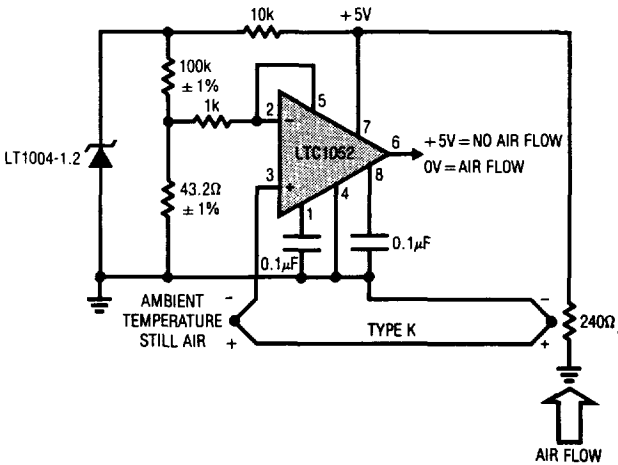 10k
+5V
100k
± 1%
1k
2
5
−
7
6
+5V = NO AIR FLOW
LTC1052
0V = AIR FLOW
LT1004-1.2
8
3
+
4
43.2Ω
± 1%
1
0.1µF
0.1µF
AMBIENT
TEMPERATURE
STILL AIR
−
+
TYPE K
−
+
240Ω
AIR FLOW